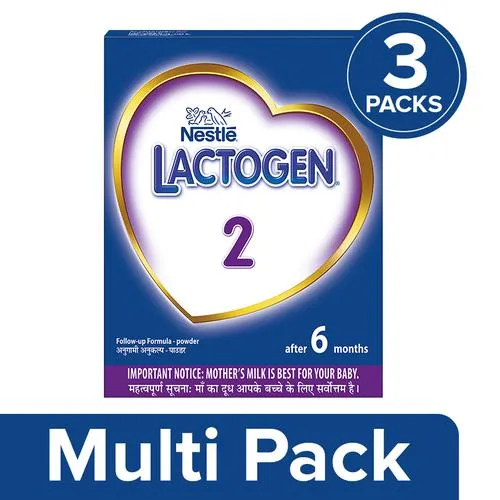 3
PACKS
Nestlé
LACTOGEN®
2
Follow-up Formula - powder
अनुगामी अनुकल्प - पाउडर
after 6 months
IMPORTANT NOTICE: MOTHER'S MILK IS BEST FOR YOUR BABY.
महत्वपूर्ण सूचना: माँ का दूध आपके बच्चे के लिए सर्वोत्तम है।
Multi Pack